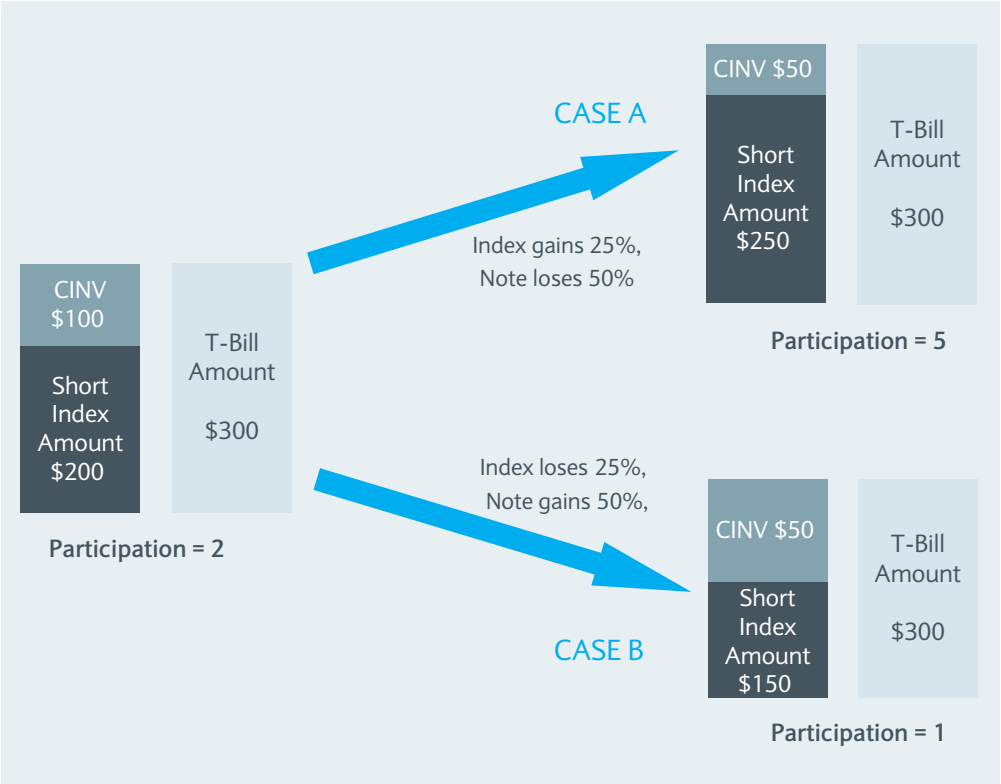 CINV $50
Short
Index
Amount
$250
T-Bill
Amount
$300
CASE A
Index gains 25%,
Note loses 50%
Participation = 5
CINV
$100
Short
Index
Amount
$200
T-Bill
Amount
$300
Participation = 2
Index loses 25%,
Note gains 50%,
CASE B
CINV $50
Short
Index
Amount
$150
T-Bill
Amount
$300
Participation = 1